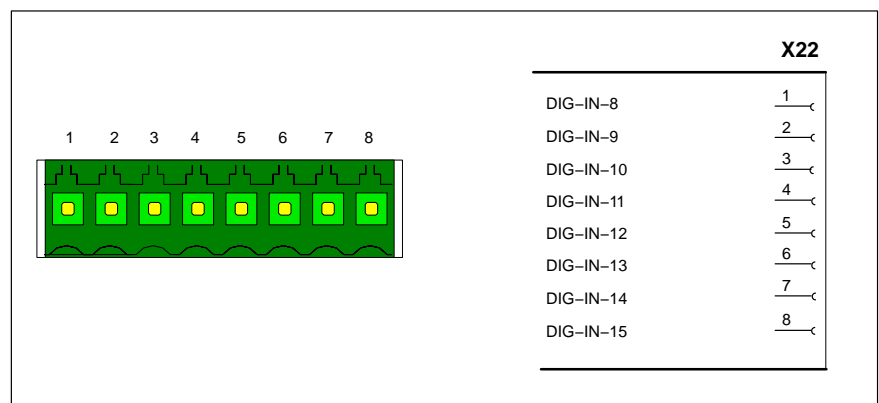 X22
1 2 3 4 5 6 7 8
DIG–IN–8 1
DIG–IN–9 2
DIG–IN–10 3
DIG–IN–11 4
DIG–IN–12 5
DIG–IN–13 6
DIG–IN–14 7
DIG–IN–15 8